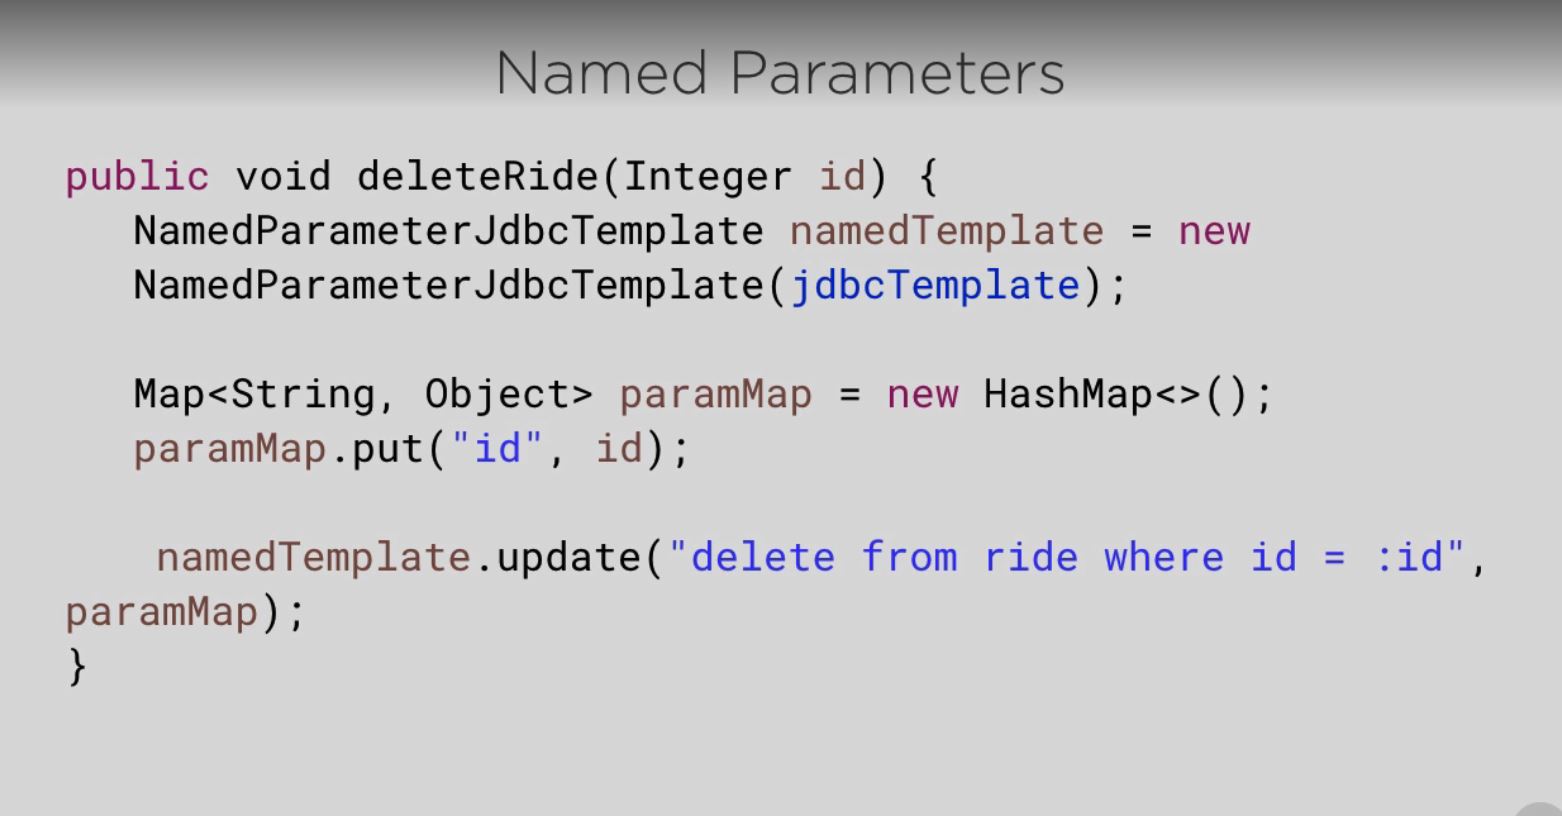 Named Parameters
public void deleteRide(Integer id) {
NamedParameterJdbcTemplate namedTemplate = new
NamedParameterJdbcTemplate(jdbcTemplate);
Map<String, Object> paramMap = new HashMap<>();
paramMap.put("id", id);
namedTemplate.update("delete from ride where id = :id",
paramMap);
}